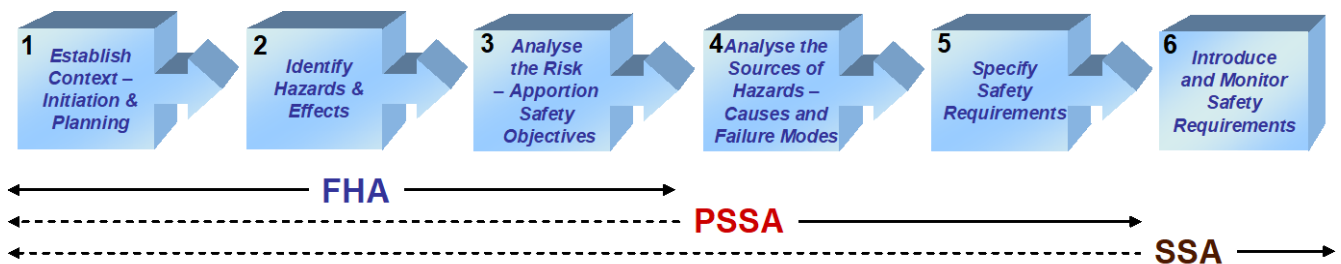 1
Establish
Context –
Initiation &
Planning
2
Identify
Hazards &
Effects
3
Analyse
the Risk
– Apportion
Safety
Objectives
4
Analyse the
Sources of
Hazards –
Causes and
Failure Modes
5
Specify
Safety
Requirements
6
Introduce
and Monitor
Safety
Requirements
FHA
PSSA
SSA